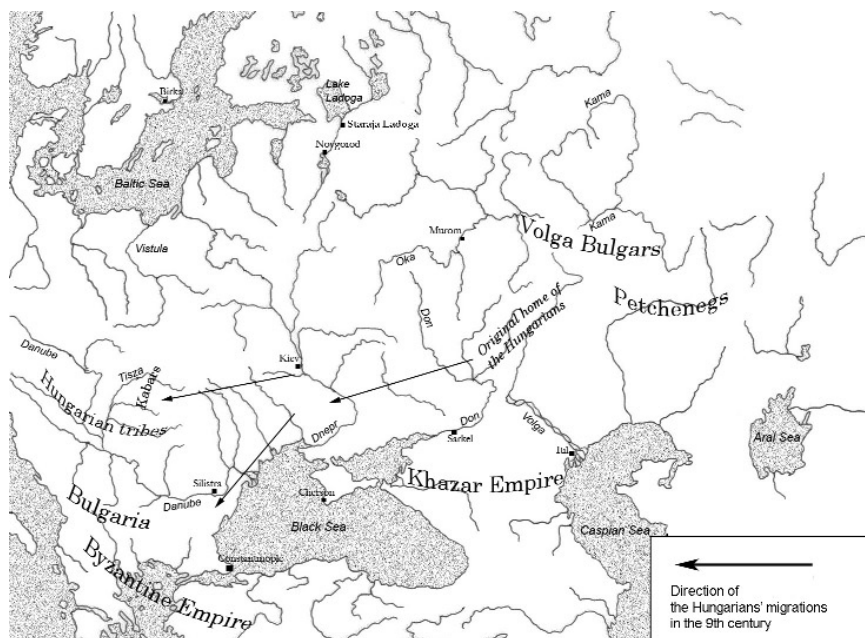 Lake
Ladoga
Birka
Staraja Ladoga
Novgorod
Kama
Baltic Sea
Kama
Murom
Volga Bulgars
Vistula
Oka
Petchenegs
Don
Original home of
the Hungarians
Danube
Kiev
Tisza
Kabars
Hungarian tribes
Dnepr
Don
Volga
Sarkel
Aral Sea
Itil
Silistra
Khazar Empire
Bulgaria
Danube
Cherson
Black Sea
Caspian Sea
Constantinople
Byzantine Empire
Direction of
the Hungarians' migrations
in the 9th century